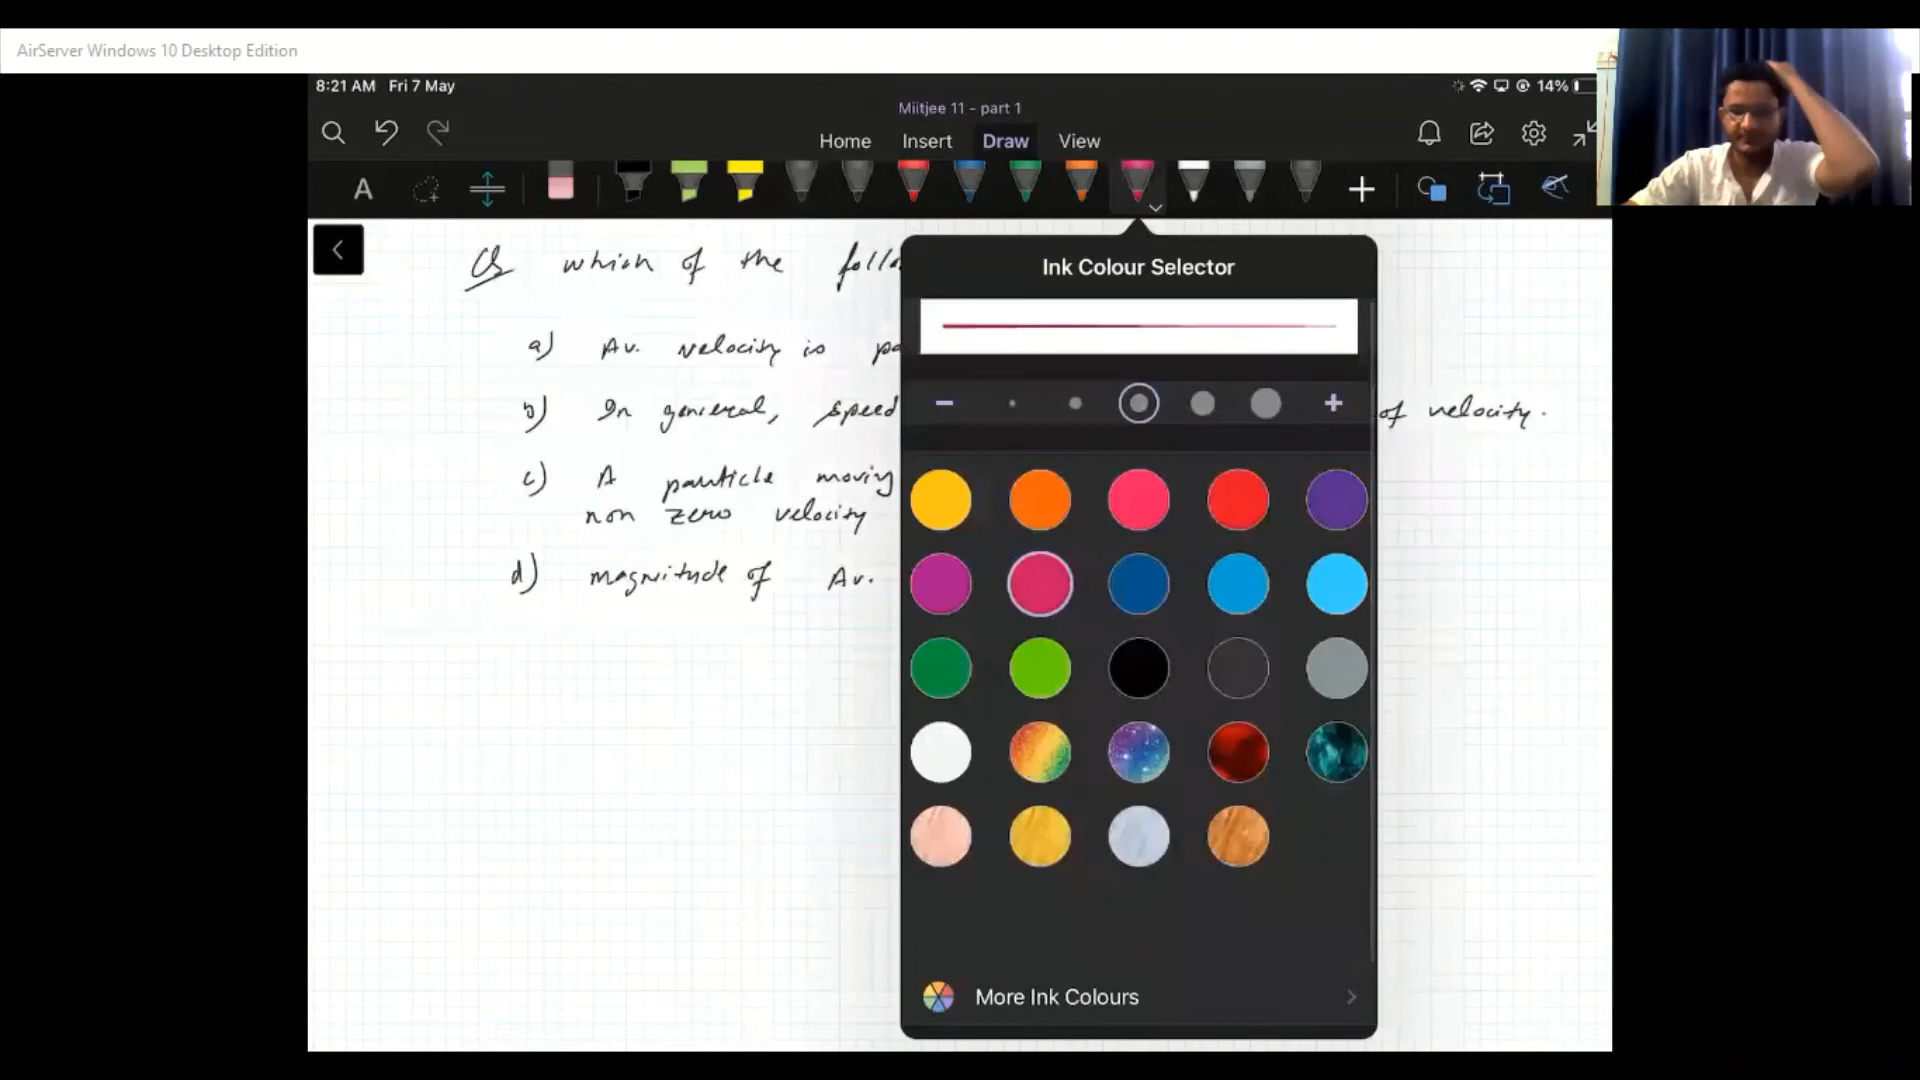 AirServer Windows 10 Desktop Edition
8:21 AM Fri 7 May
14%
Miitjee 11 - part 1
Home Insert Draw View
A
Ink Colour Selector
Q which of the follo
a) Av. velocity is pa
b) In general, speed of velocity.
c) A particle moving
non zero velocity
d) magnitude of Av.
More Ink Colours